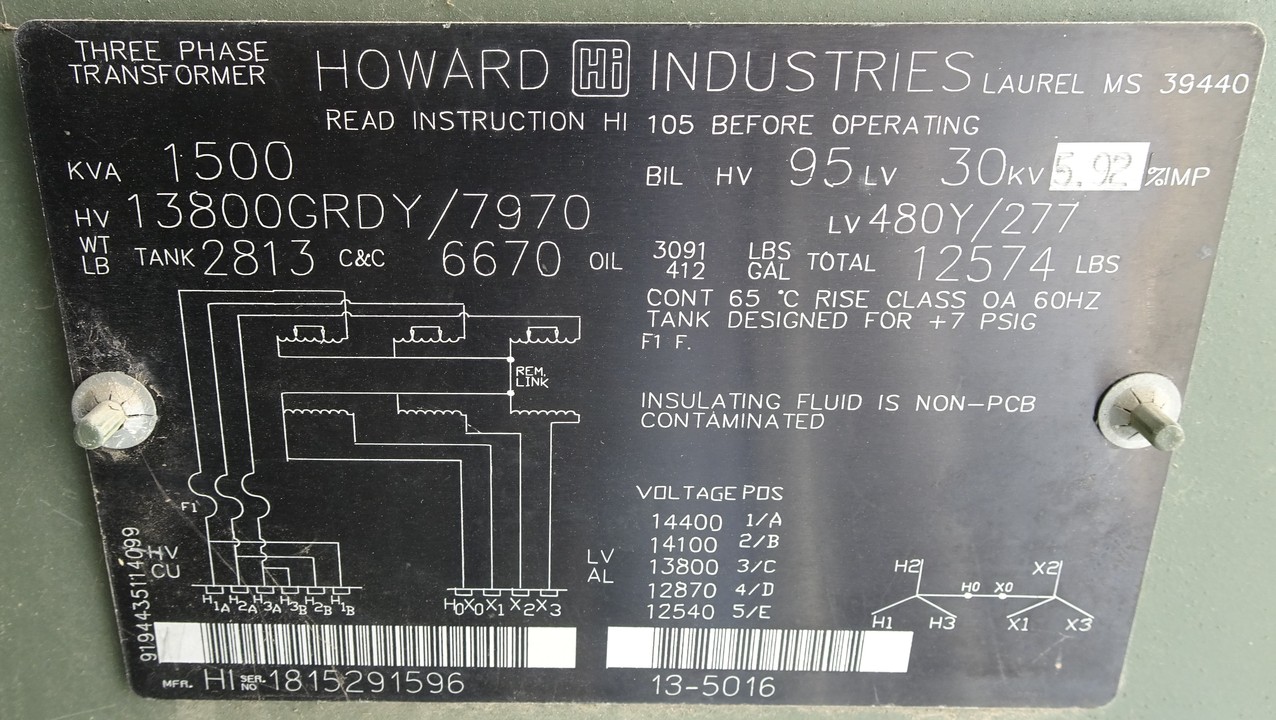 THREE PHASE TRANSFORMER
HOWARD Hi INDUSTRIES LAUREL MS 39440
READ INSTRUCTION HI 105 BEFORE OPERATING
KVA 1500 BIL HV 95 LV 30KV 5.92 %IMP
HV 13800GRDY/7970 LV 480Y/277
WT LB TANK 2813 C&C 6670 OIL 3091 LBS 412 GAL TOTAL 12574 LBS
CONT 65 °C RISE CLASS OA 60HZ
TANK DESIGNED FOR +7 PSIG
F1 F.
REM. LINK
INSULATING FLUID IS NON-PCB
CONTAMINATED
VOLTAGE POS
14400 1/A
14100 2/B
13800 3/C
12870 4/D
12540 5/E
F1
HV CU
LV AL
H1A H2A H3A H3B H2B H1B
H0X0 X1 X2 X3
H2 H0 X0 X2
H1 H3 X1 X3
9194435114099
MFR. HI SER. NO 1815291596
13-5016